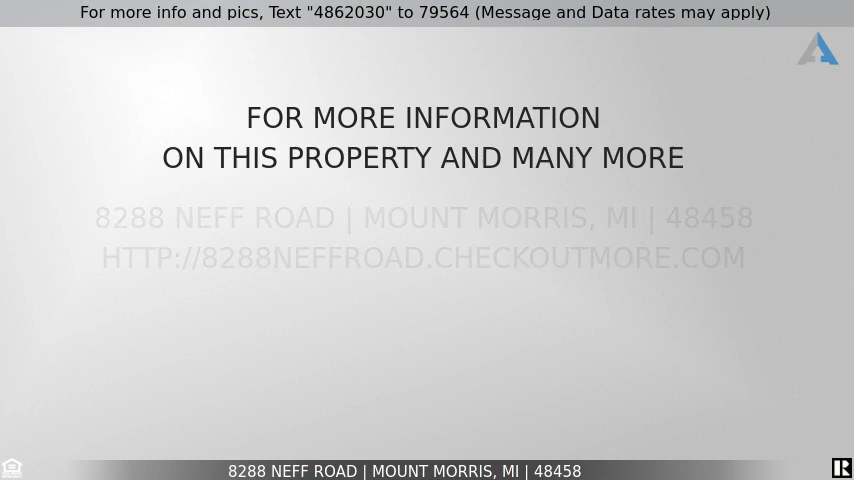 For more info and pics, Text "4862030" to 79564 (Message and Data rates may apply)
FOR MORE INFORMATION
ON THIS PROPERTY AND MANY MORE
8288 NEFF ROAD | MOUNT MORRIS, MI | 48458
HTTP://8288NEFFROAD.CHECKOUTMORE.COM
8288 NEFF ROAD | MOUNT MORRIS, MI | 48458